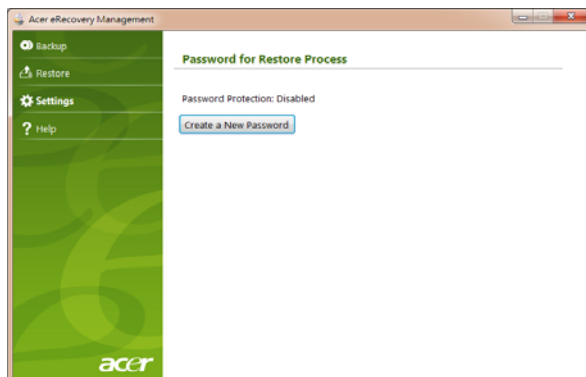 Acer eRecovery Management
Backup
Restore
Settings
Help
Password for Restore Process
Password Protection: Disabled
Create a New Password
acer